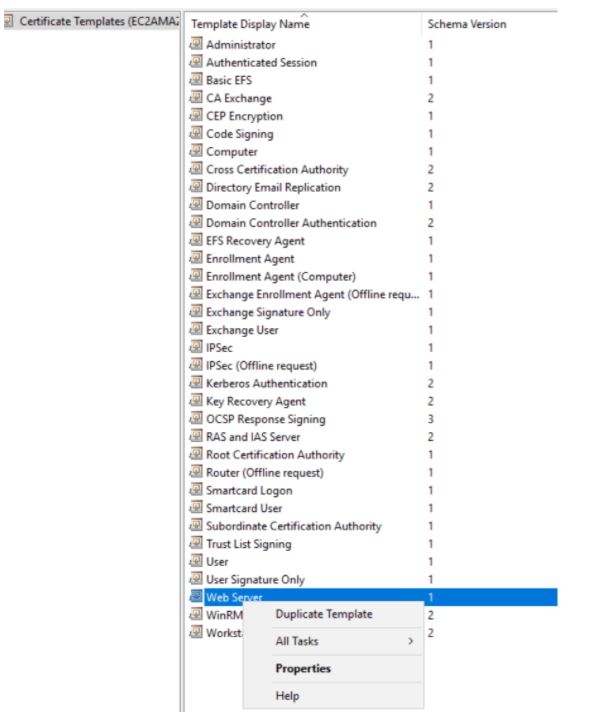 Certificate Templates (EC2AMAZ
Template Display Name Schema Version
Administrator 1
Authenticated Session 1
Basic EFS 1
CA Exchange 2
CEP Encryption 1
Code Signing 1
Computer 1
Cross Certification Authority 2
Directory Email Replication 2
Domain Controller 1
Domain Controller Authentication 2
EFS Recovery Agent 1
Enrollment Agent 1
Enrollment Agent (Computer) 1
Exchange Enrollment Agent (Offline requ... 1
Exchange Signature Only 1
Exchange User 1
IPSec 1
IPSec (Offline request) 1
Kerberos Authentication 2
Key Recovery Agent 2
OCSP Response Signing 3
RAS and IAS Server 2
Root Certification Authority 1
Router (Offline request) 1
Smartcard Logon 1
Smartcard User 1
Subordinate Certification Authority 1
Trust List Signing 1
User 1
User Signature Only 1
Web Server 1
WinRM 2
Workst 2
Duplicate Template
All Tasks >
Properties
Help